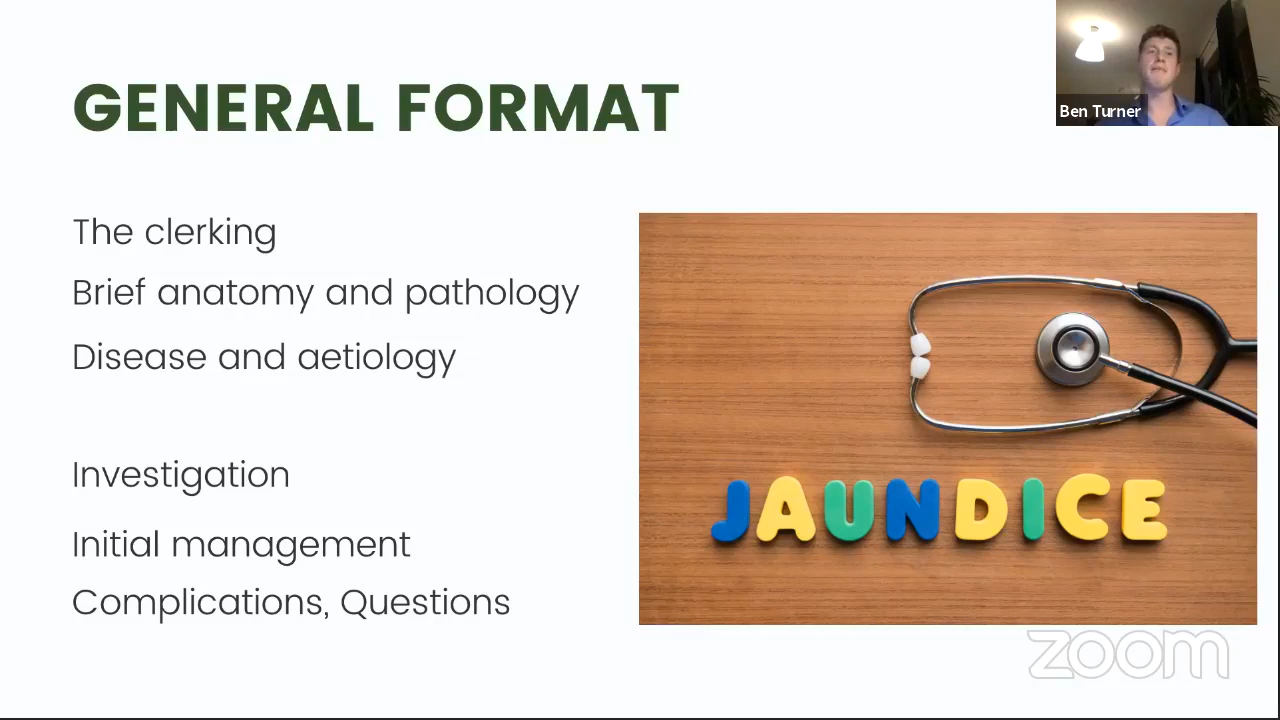 GENERAL FORMAT
Ben Turner
The clerking
Brief anatomy and pathology
Disease and aetiology
Investigation
Initial management
Complications, Questions
JAUNDICE
zoom